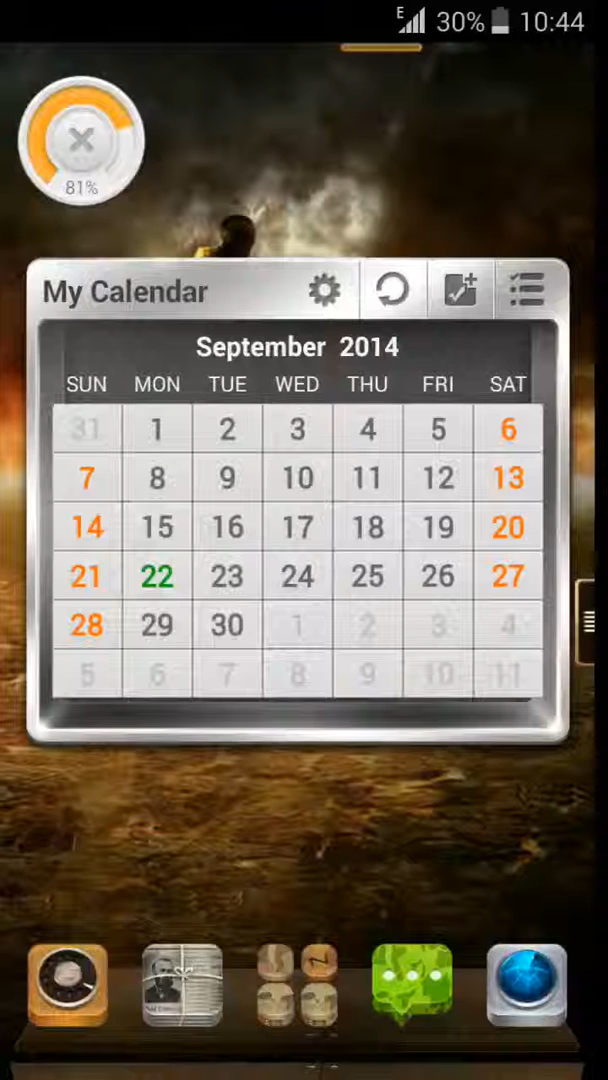 E 30% 10:44
81%
My Calendar
September 2014
SUN MON TUE WED THU FRI SAT
31 1 2 3 4 5 6
7 8 9 10 11 12 13
14 15 16 17 18 19 20
21 22 23 24 25 26 27
28 29 30 1 2 3 4
5 6 7 8 9 10 11